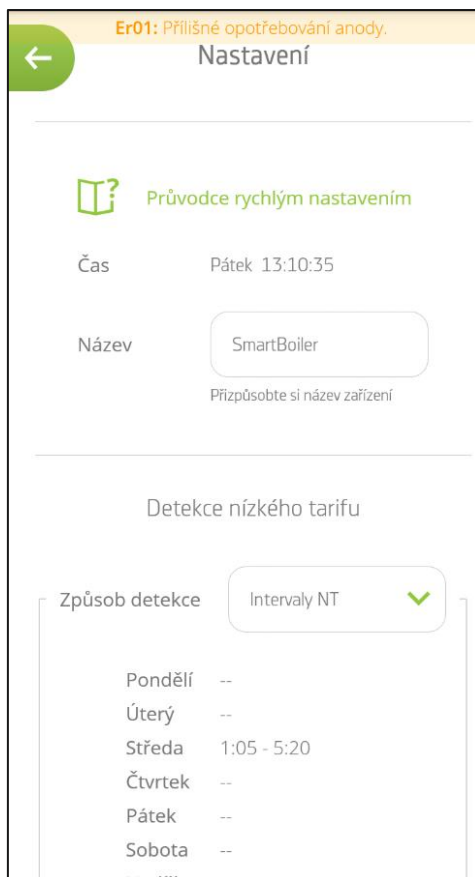 Er01: Přílišné opotřebování anody.
Nastavení
Průvodce rychlým nastavením
Čas Pátek 13:10:35
Název SmartBoiler
Přizpůsobte si název zařízení
Detekce nízkého tarifu
Způsob detekce Intervaly NT
Pondělí --
Úterý --
Středa 1:05 - 5:20
Čtvrtek --
Pátek --
Sobota --